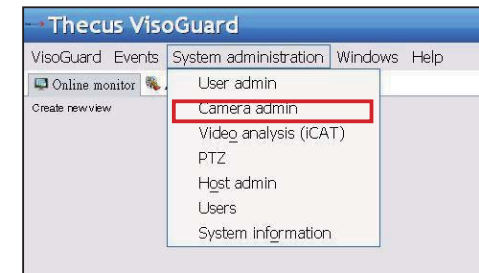 Thecus VisoGuard
VisoGuard Events System administration Windows Help
Online monitor
Create new view
User admin
Camera admin
Video analysis (iCAT)
PTZ
Host admin
Users
System information